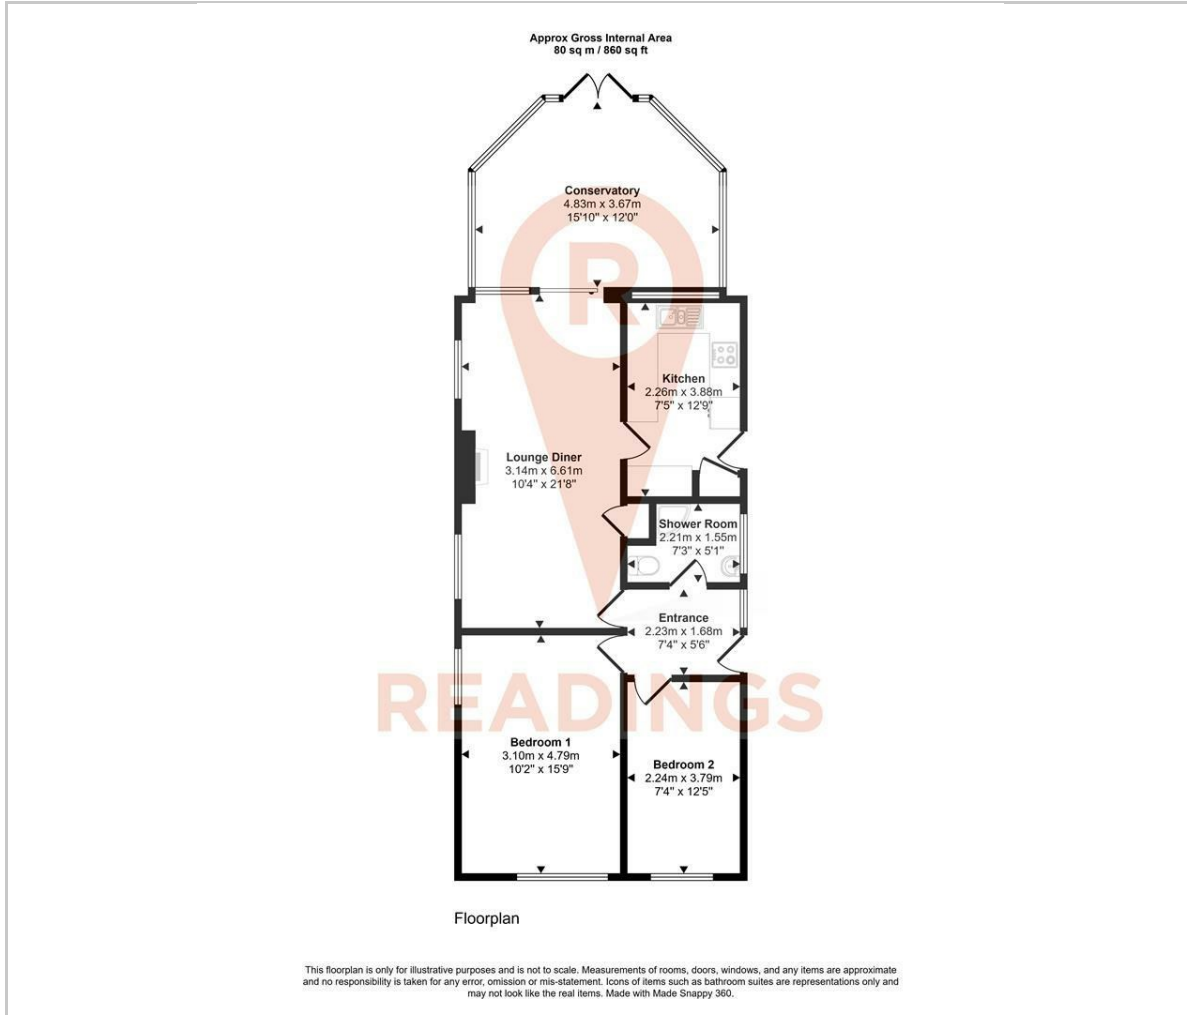 Approx Gross Internal Area
80 sq m / 860 sq ft
Conservatory
4.83m x 3.67m
15'10" x 12'0"
R
Kitchen
2.26m x 3.88m
7'5" x 12'9"
Lounge Diner
3.14m x 6.61m
10'4" x 21'8"
Shower Room
2.21m x 1.55m
7'3" x 5'1"
Entrance
2.23m x 1.68m
7'4" x 5'6"
READINGS
Bedroom 1
3.10m x 4.79m
10'2" x 15'9"
Bedroom 2
2.24m x 3.79m
7'4" x 12'5"
Floorplan
This floorplan is only for illustrative purposes and is not to scale. Measurements of rooms, doors, windows, and any items are approximate
and no responsibility is taken for any error, omission or mis-statement. Icons of items such as bathroom suites are representations only and
may not look like the real items. Made with Made Snappy 360.